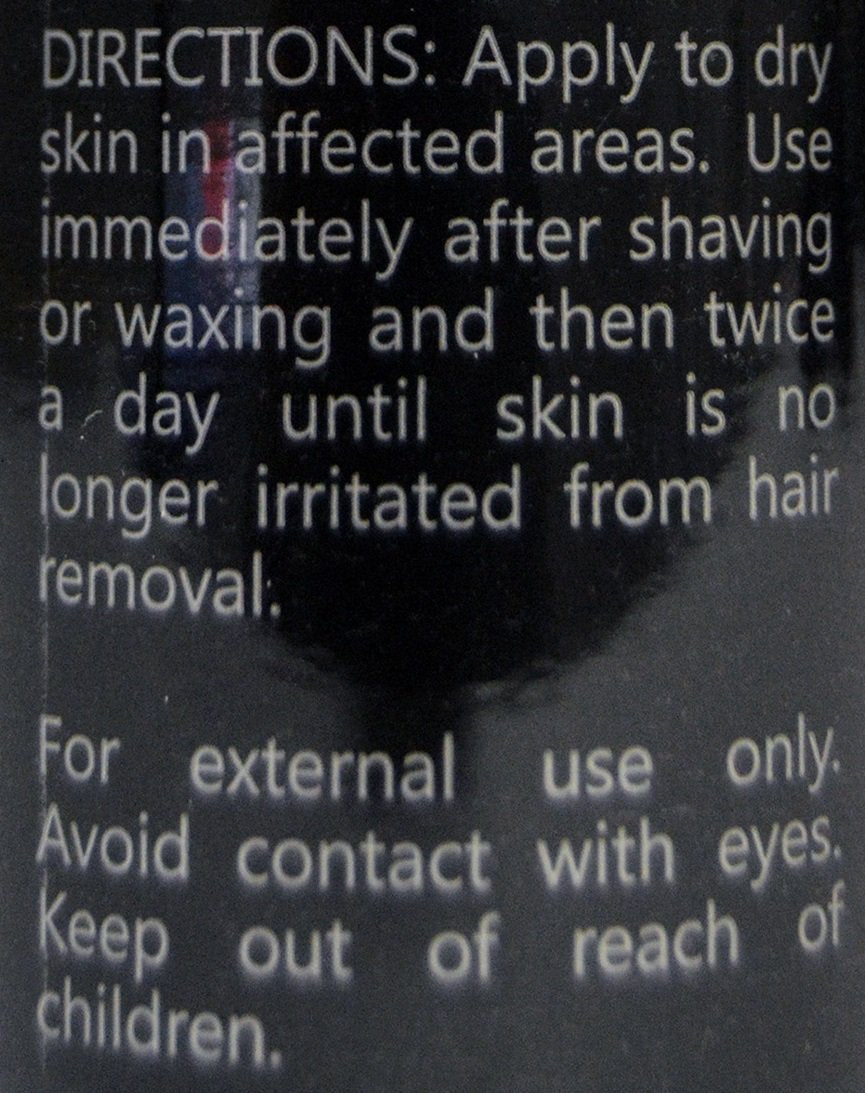 DIRECTIONS: Apply to dry
skin in affected areas. Use
immediately after shaving
or waxing and then twice
a day until skin is no
longer irritated from hair
removal.
For external use only.
Avoid contact with eyes.
Keep out of reach of
children.